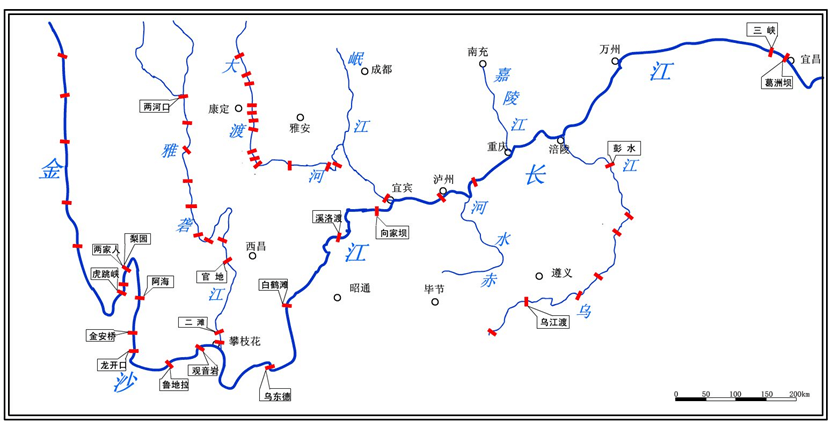 三 峡
宜昌
葛洲坝
万州
江
南充
嘉
陵
江
岷
江
成都
大
渡
河
康定
雅安
两河口
雅
砻
江
金
沙
江
重庆
涪陵
彭 水
江
长
泸州
宜宾
溪洛渡
向家坝
河
水
赤
梨园
两家人
虎跳峡
阿海
西昌
官 地
白鹤滩
昭通
毕节
遵义
乌
乌江渡
金安桥
二 滩
攀枝花
龙开口
鲁地拉
观音岩
乌东德
0 50 100 150 200km